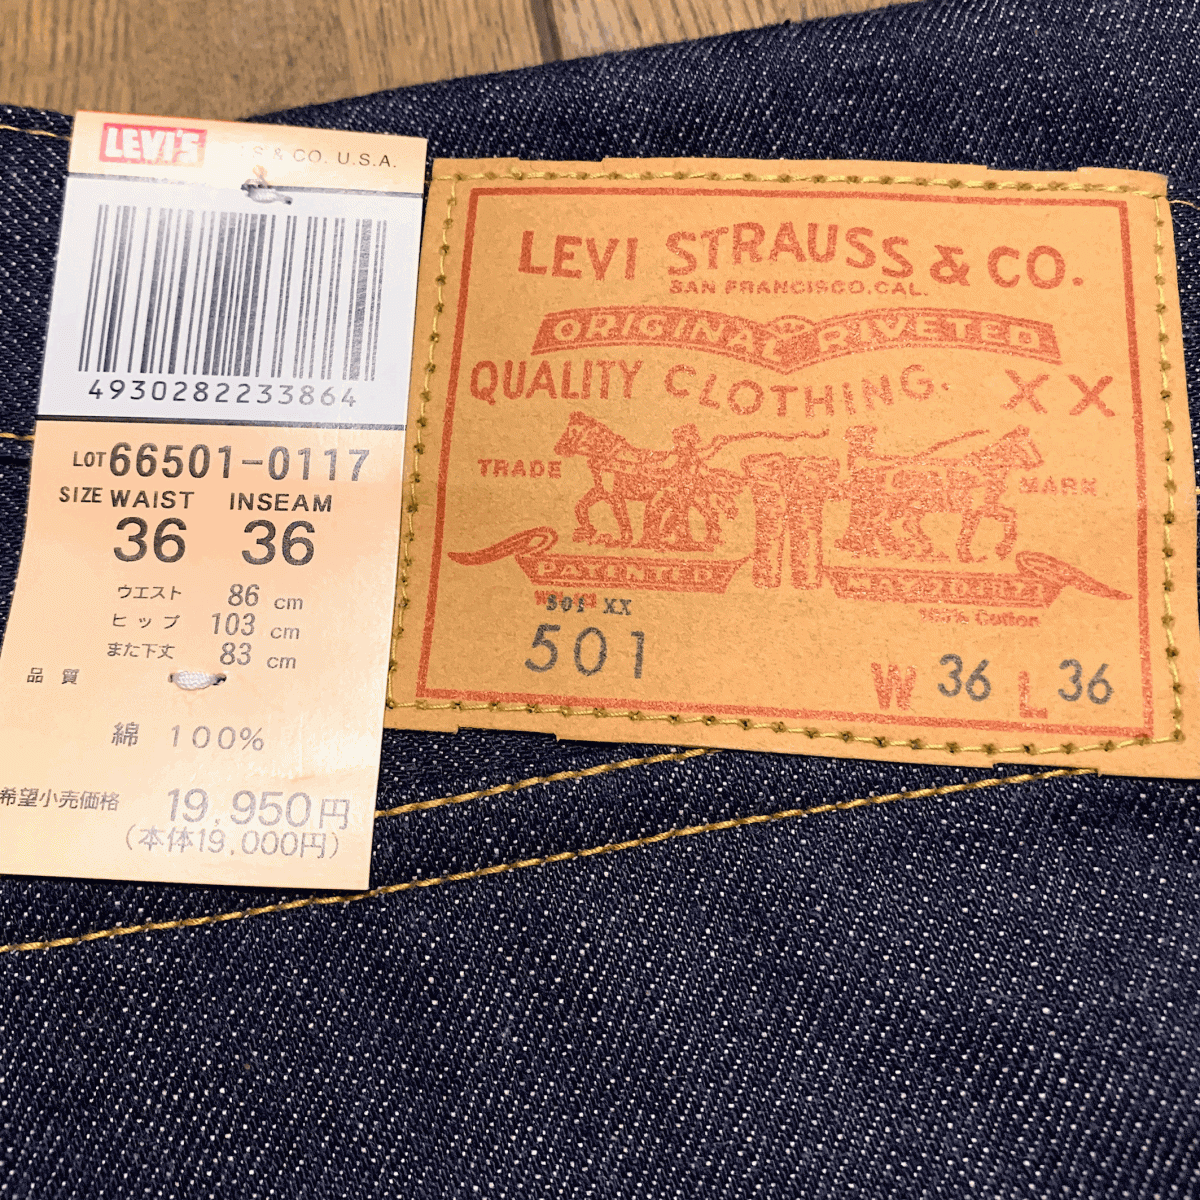 LEVI'S
& CO. U.S.A.
4930282233864
LOT 66501-0117
SIZE WAIST INSEAM
36 36
ウエスト 86 cm
ヒップ 103 cm
また下丈 83 cm
品質
綿 100%
希望小売価格 19,950円
(本体19,000円)
LEVI STRAUSS & CO.
SAN FRANCISCO, CAL.
ORIGINAL RIVETED
QUALITY CLOTHING. XX
TRADE MARK
PATENTED
501 XX
100% Cotton
501
W 36 L 36